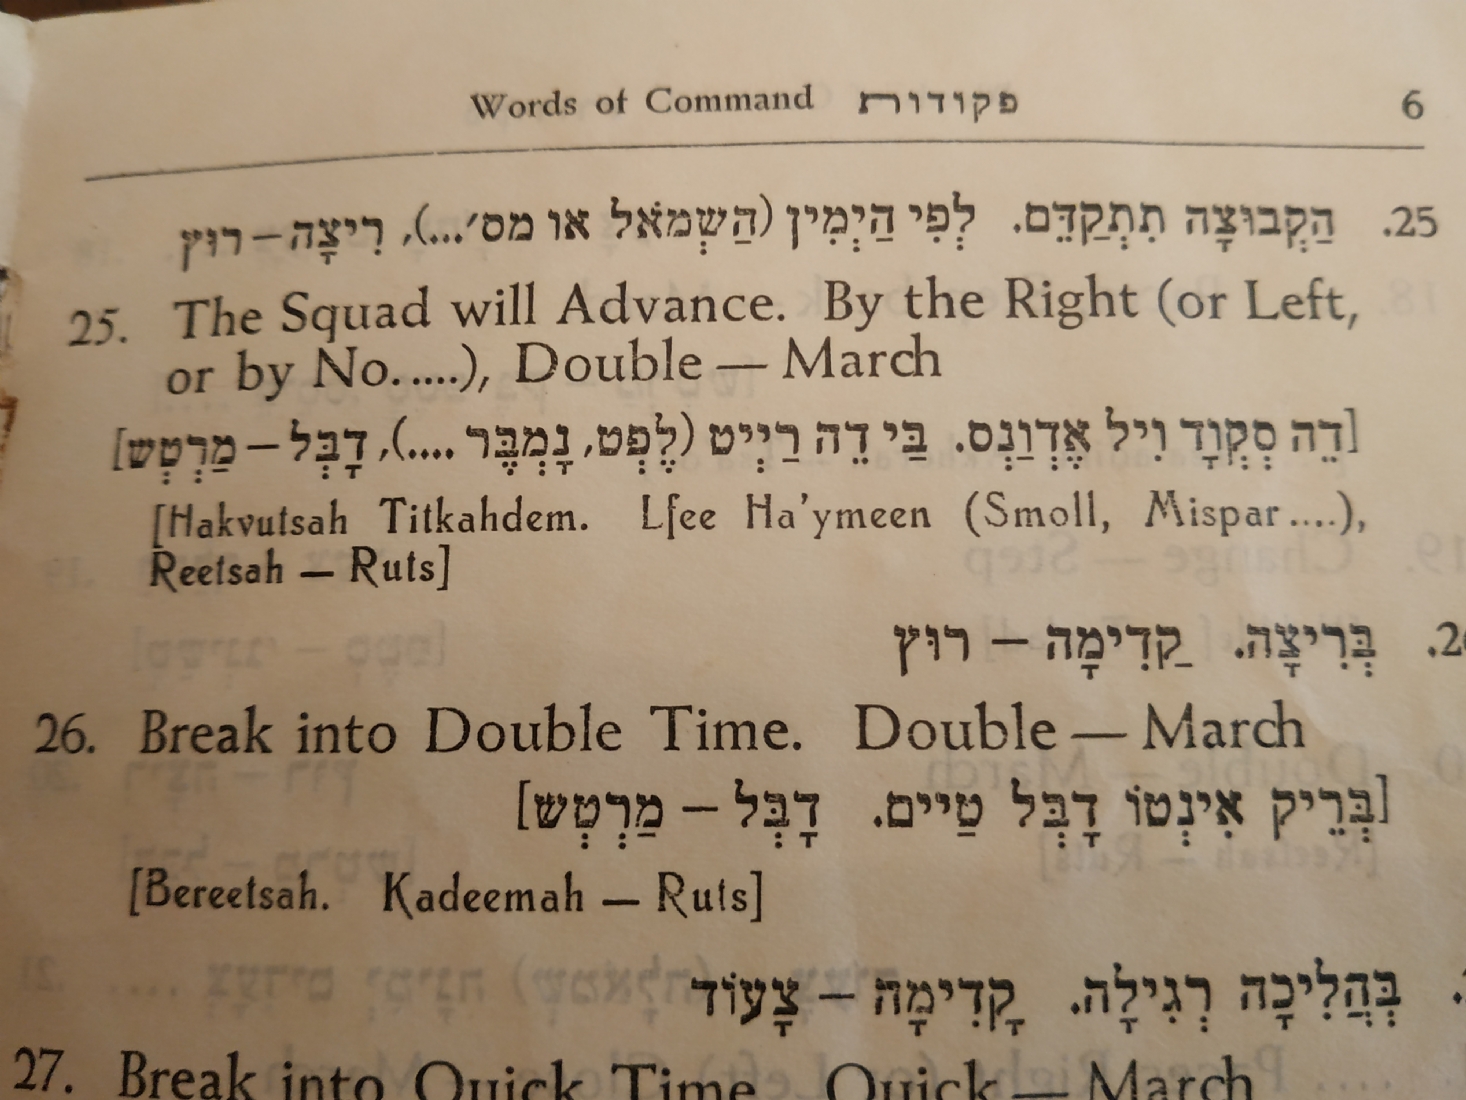 Words of Command פקודות 6
25. הַקְבוּצָה תִּתְקַדֵּם. לְפִי הַיְמִין (הַשְׂמֹאל או מס׳...), רִיצָה – רוּץ
25. The Squad will Advance. By the Right (or Left,
or by No. ....), Double — March
[דֶה סְקְוָד וִיל אֶדְוַנְס. בַּי דֶה רַיְיט (לֶפְט, נָמְבֶּר ....), דָבְּל – מַרְטְש]
[Hakvutsah Titkahdem. Lfee Ha'ymeen (Smoll, Mispar ....),
Reetsah — Ruts]
בְּרִיצָה. קַדִימָה – רוּץ
26. Break into Double Time. Double — March
[בְּרֵיק אִינְטוֹ דָבְּל טַיים. דָבְּל – מַרְטְש]
[Bereetsah. Kadeemah — Ruts]
בְּהֲלִיכָה רְגִילָה. קָדִימָה – צָעוֹד
27. Break into Quick Time. Quick — March